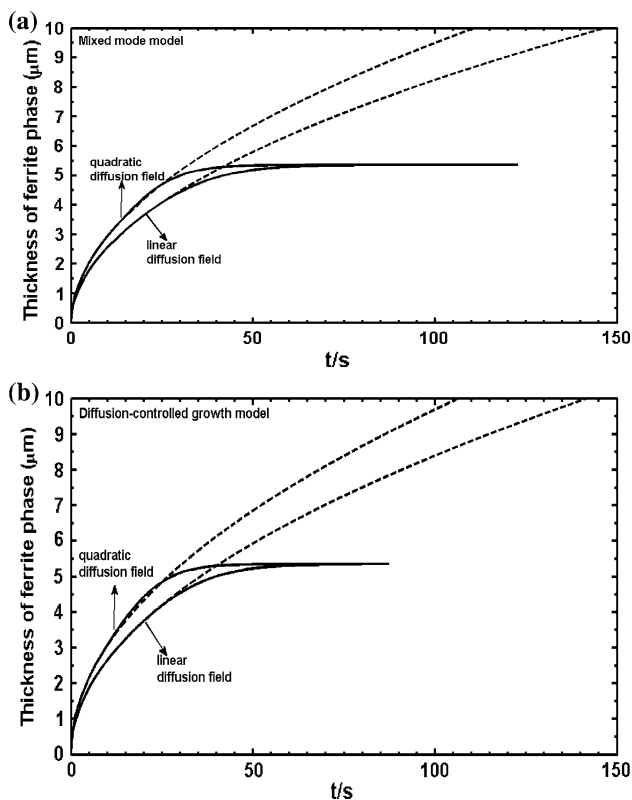 (a)
Mixed mode model
10
9
8
7
6
5
4
3
2
1
0
Thickness of ferrite phase (μm)
quadratic
diffusion field
linear
diffusion field
0
50
100
150
t/s
(b)
Diffusion-controlled growth model
10
9
8
7
6
5
4
3
2
1
0
Thickness of ferrite phase (μm)
quadratic
diffusion field
linear
diffusion field
0
50
100
150
t/s